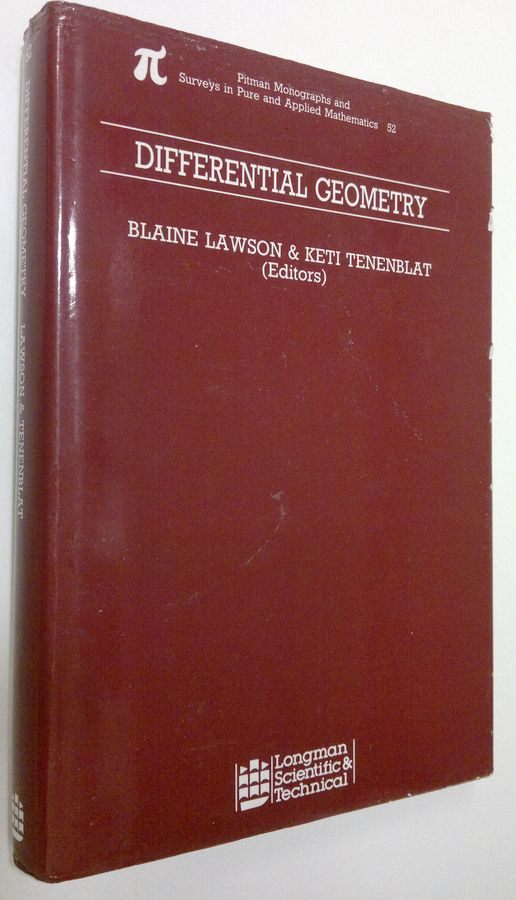 π
Pitman Monographs and
Surveys in Pure and Applied Mathematics 52
DIFFERENTIAL GEOMETRY
BLAINE LAWSON & KETI TENENBLAT
(Editors)
Longman
Scientific &
Technical
52
DIFFERENTIAL GEOMETRY LAWSON & TENENBLAT